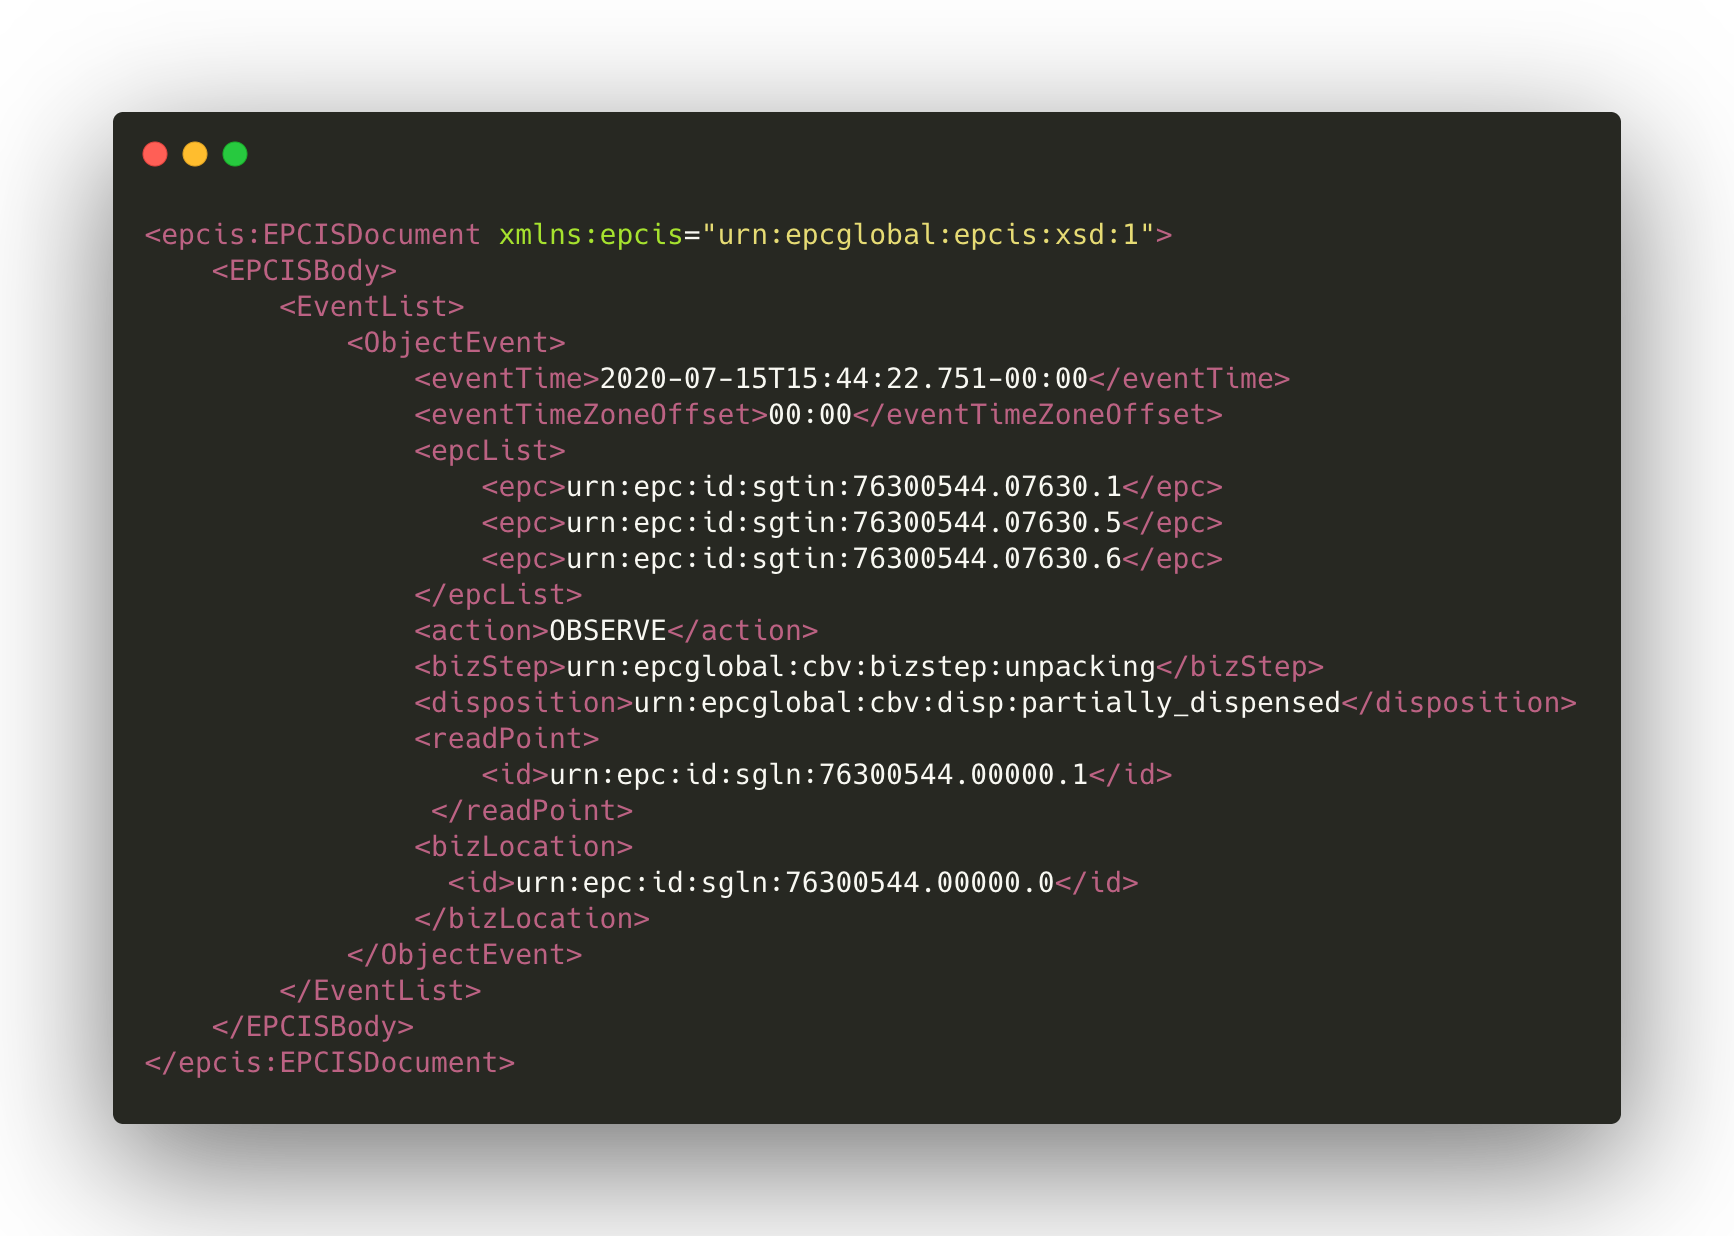 <epcis:EPCISDocument xmlns:epcis="urn:epcglobal:epcis:xsd:1">
    <EPCISBody>
        <EventList>
            <ObjectEvent>
                <eventTime>2020-07-15T15:44:22.751-00:00</eventTime>
                <eventTimeZoneOffset>00:00</eventTimeZoneOffset>
                <epcList>
                    <epc>urn:epc:id:sgtin:76300544.07630.1</epc>
                    <epc>urn:epc:id:sgtin:76300544.07630.5</epc>
                    <epc>urn:epc:id:sgtin:76300544.07630.6</epc>
                </epcList>
                <action>OBSERVE</action>
                <bizStep>urn:epcglobal:cbv:bizstep:unpacking</bizStep>
                <disposition>urn:epcglobal:cbv:disp:partially_dispensed</disposition>
                <readPoint>
                    <id>urn:epc:id:sgln:76300544.00000.1</id>
                 </readPoint>
                <bizLocation>
                  <id>urn:epc:id:sgln:76300544.00000.0</id>
                </bizLocation>
            </ObjectEvent>
        </EventList>
    </EPCISBody>
</epcis:EPCISDocument>